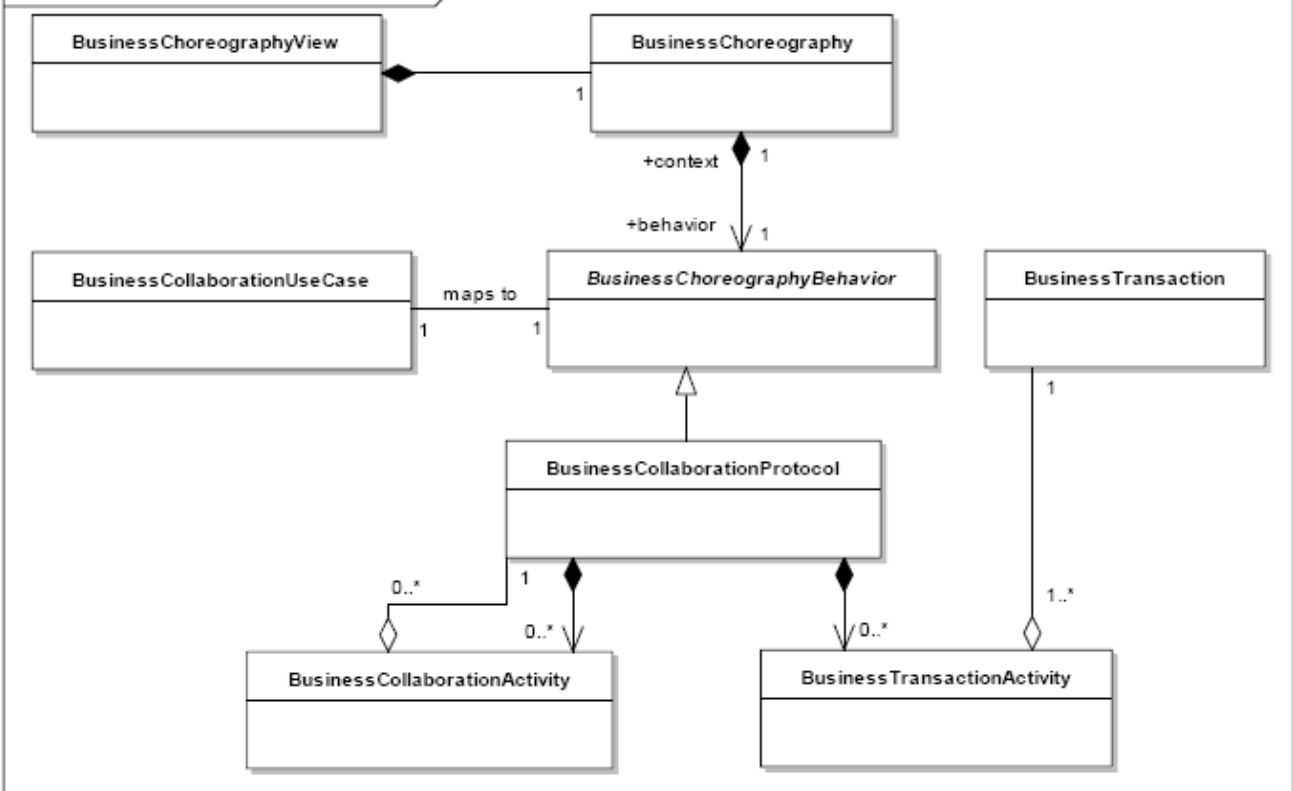 BusinessChoreographyView
BusinessChoreography
1
+context
1
+behavior
1
BusinessCollaborationUseCase
BusinessChoreographyBehavior
BusinessTransaction
maps to
1
1
1
BusinessCollaborationProtocol
0..*
1
0..*
0..*
1..*
BusinessCollaborationActivity
BusinessTransactionActivity